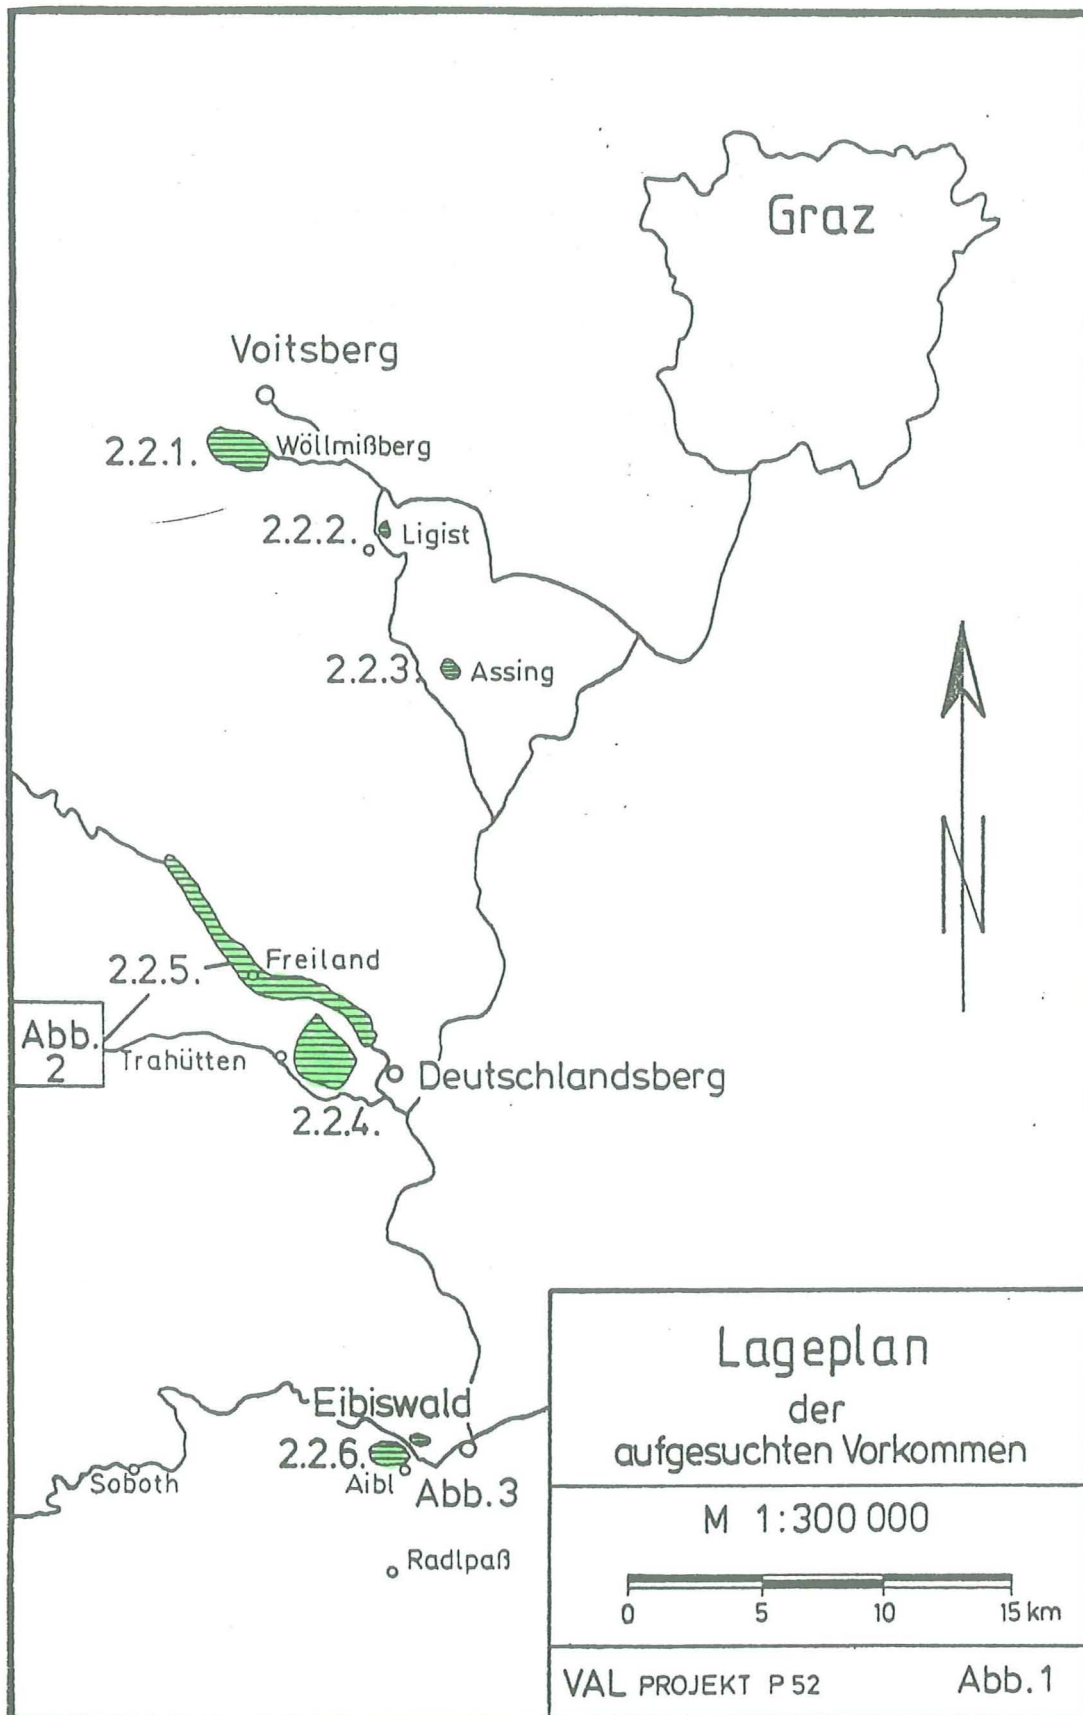 Graz
Voitsberg
2.2.1. Wöllmißberg
2.2.2. Ligist
2.2.3. Assing
N
2.2.5. Freiland
Abb.
2
Trahütten
Deutschlandsberg
2.2.4.
Eibiswald
2.2.6.
Soboth
Aibl
Abb. 3
Radlpaß
Lageplan
der
aufgesuchten Vorkommen
M 1:300 000
0 5 10 15 km
VAL PROJEKT P 52 Abb. 1